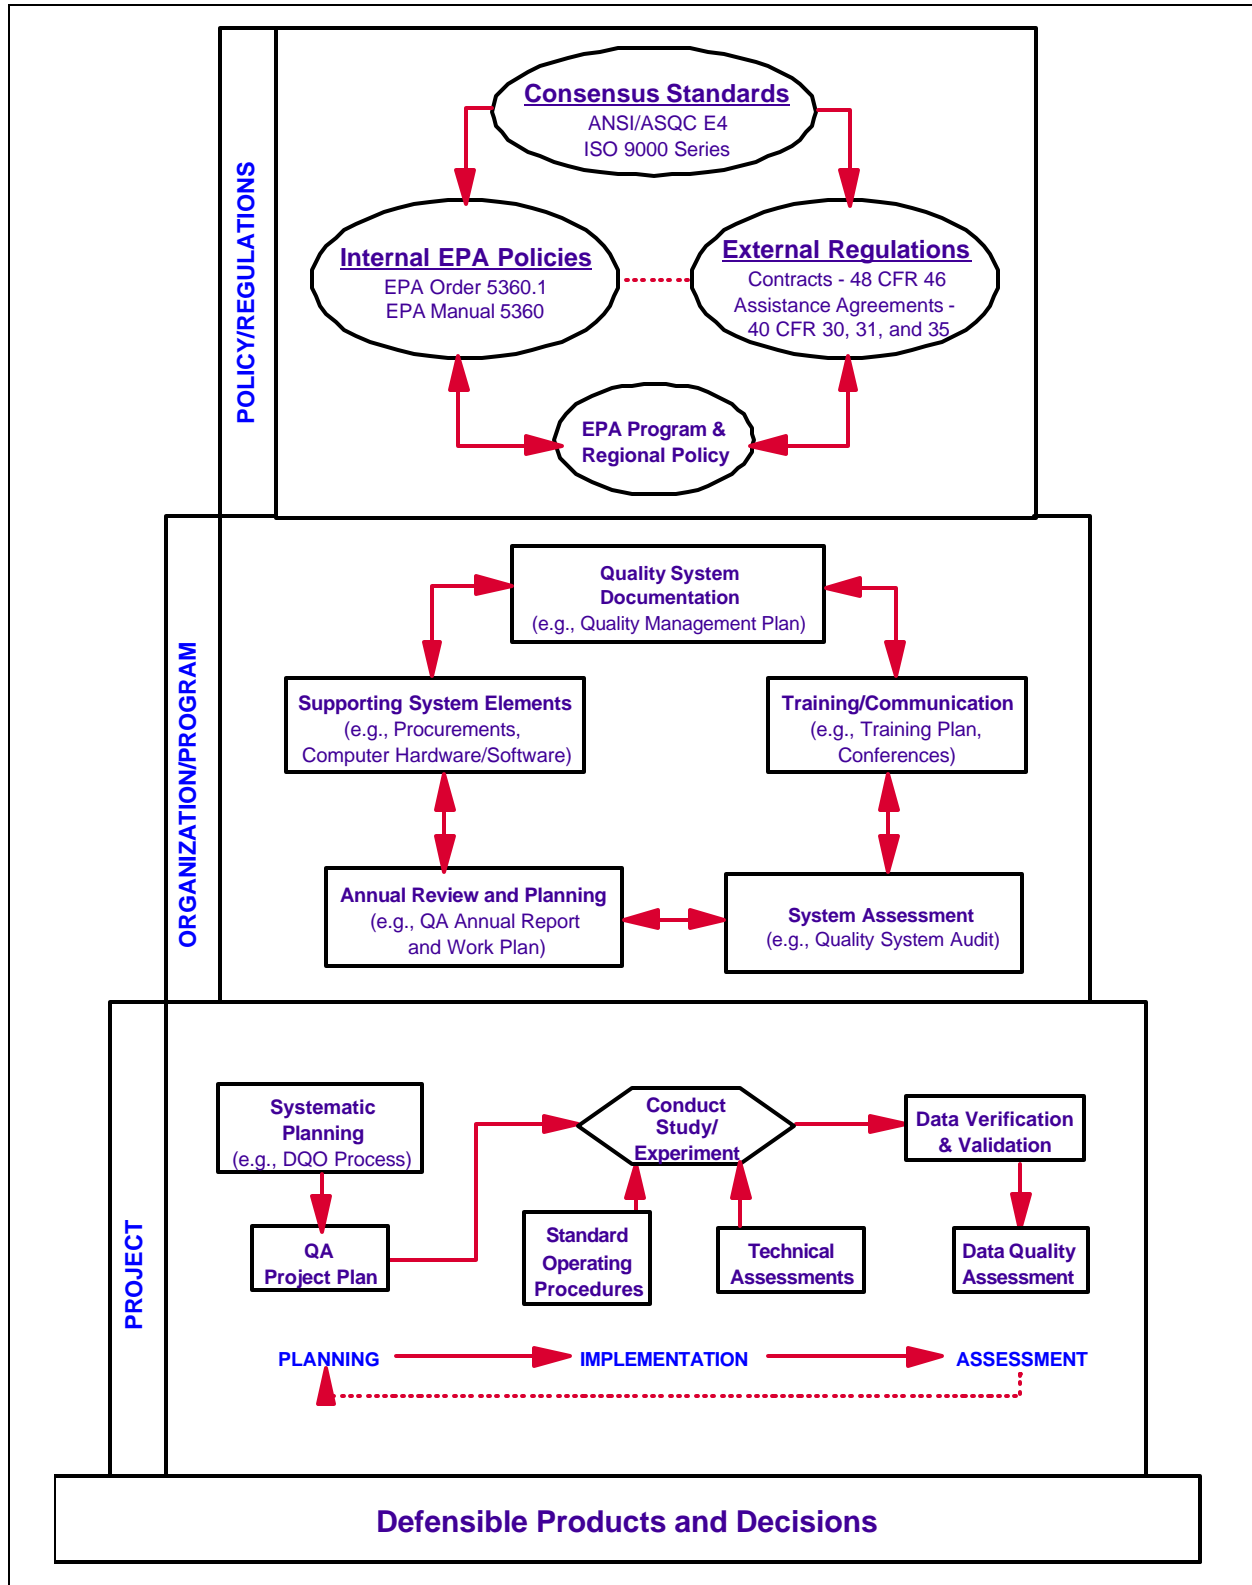 POLICY/REGULATIONS
Consensus Standards
ANSI/ASQC E4
ISO 9000 Series
Internal EPA Policies
EPA Order 5360.1
EPA Manual 5360
External Regulations
Contracts - 48 CFR 46
Assistance Agreements -
40 CFR 30, 31, and 35
EPA Program &
Regional Policy
ORGANIZATION/PROGRAM
Quality System
Documentation
(e.g., Quality Management Plan)
Supporting System Elements
(e.g., Procurements,
Computer Hardware/Software)
Training/Communication
(e.g., Training Plan,
Conferences)
Annual Review and Planning
(e.g., QA Annual Report
and Work Plan)
System Assessment
(e.g., Quality System Audit)
PROJECT
Systematic
Planning
(e.g., DQO Process)
QA
Project Plan
Conduct
Study/
Experiment
Standard
Operating
Procedures
Technical
Assessments
Data Verification
& Validation
Data Quality
Assessment
PLANNING
IMPLEMENTATION
ASSESSMENT
Defensible Products and Decisions